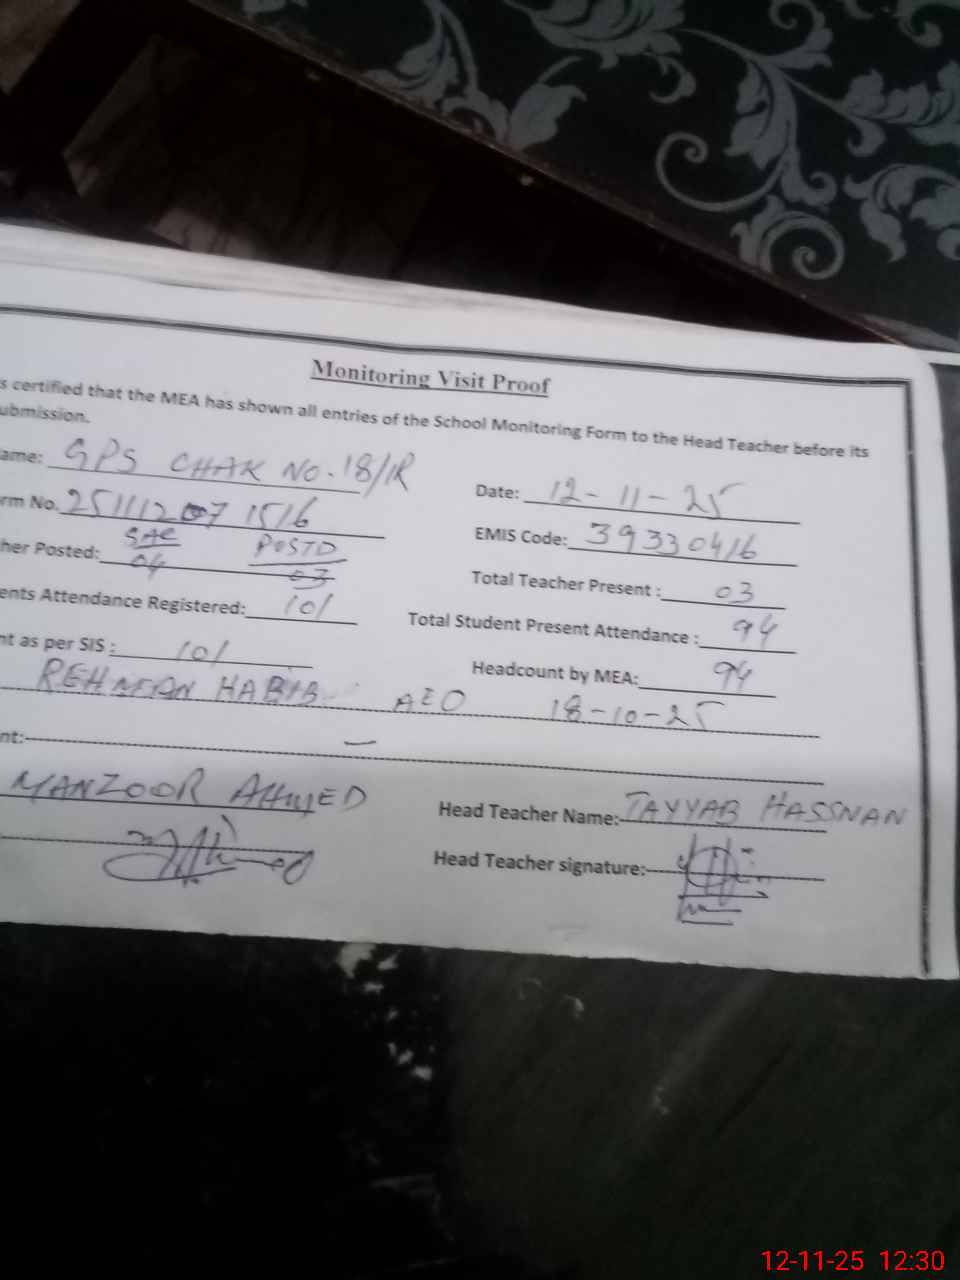 Monitoring Visit Proof
s certified that the MEA has shown all entries of the School Monitoring Form to the Head Teacher before its
ubmission.
ame: GPS CHAK NO. 18/1R
Date: 12-11-25
rm No. 251112 007 1516
EMIS Code: 39330416
her Posted: 04 POSTD 03
Total Teacher Present : 03
ents Attendance Registered: 101
Total Student Present Attendance : 94
nt as per SIS : 101
Headcount by MEA: 94
REHMAN HABIB AEO 18-10-25
nt: —
MANZOOR AHMED
Head Teacher Name: TAYYAB HASSNAN
Head Teacher signature:
12-11-25 12:30